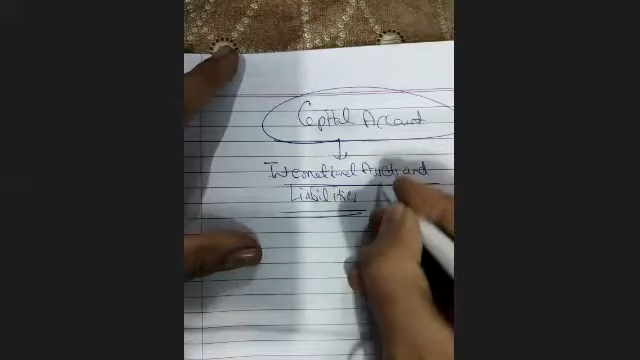 Capital Account
International Assets and
Liabilities